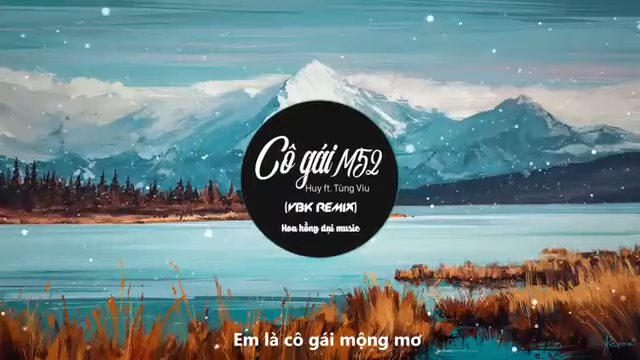 Cô gái M52
Huy ft. Tùng Viu
(VBK REMIX)
Hoa hồng dại music
Em là cô gái mộng mơ